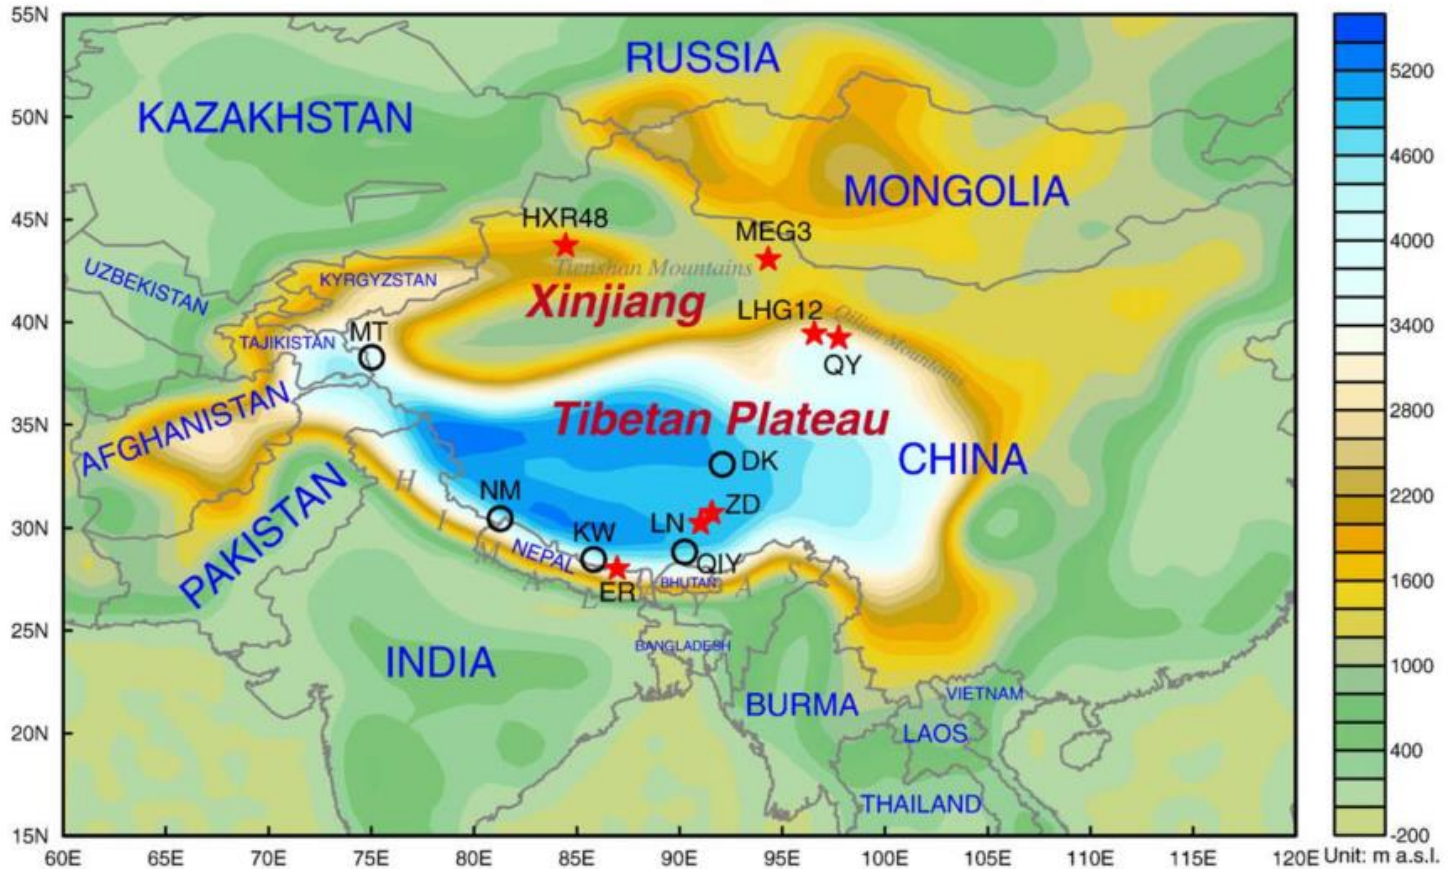 55N
50N
45N
40N
35N
30N
25N
20N
15N
60E
65E
70E
75E
80E
85E
90E
95E
100E
105E
110E
115E
120E
RUSSIA
KAZAKHSTAN
MONGOLIA
HXR48
MEG3
Tienshan Mountains
UZBEKISTAN
KYRGYZSTAN
Xinjiang
LHG12
Qilian Mountains
MT
TAJIKISTAN
QY
AFGHANISTAN
Tibetan Plateau
CHINA
DK
PAKISTAN
NM
ZD
LN
KW
NEPAL
QIY
ER
BHUTAN
H I M A L A Y A S
BANGLADESH
INDIA
BURMA
VIETNAM
LAOS
THAILAND
5200
4600
4000
3400
2800
2200
1600
1000
400
-200
Unit: m a.s.l.